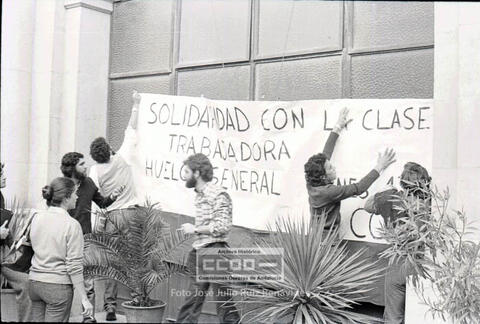 SOLIDARIDAD CON LA CLASE
TRABAJADORA
HUELGA GENERAL
CCOO
Archivo Histórico
Comisiones Obreras de Andalucía
Foto José Julio Ruiz Benavides